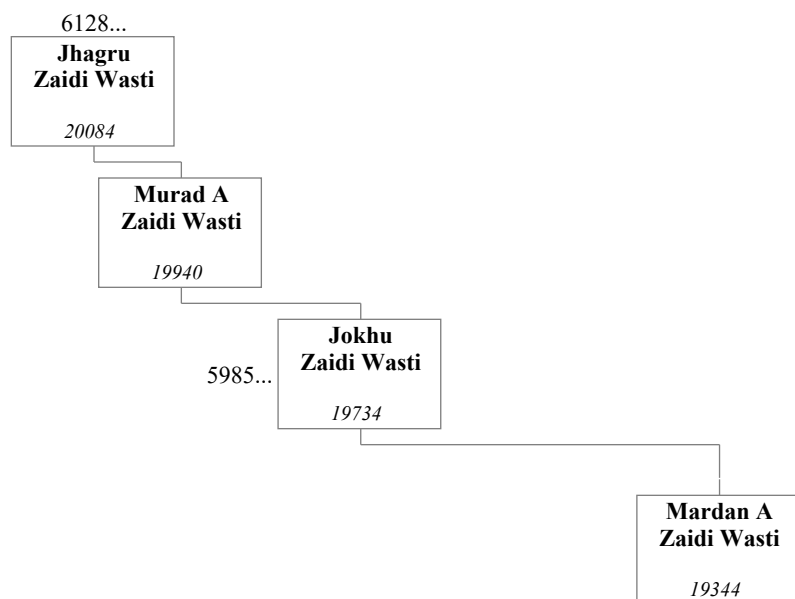 6128...
Jhagru
Zaidi Wasti
20084
Murad A
Zaidi Wasti
19940
Jokhu
Zaidi Wasti
5985...
19734
Mardan A
Zaidi Wasti
19344